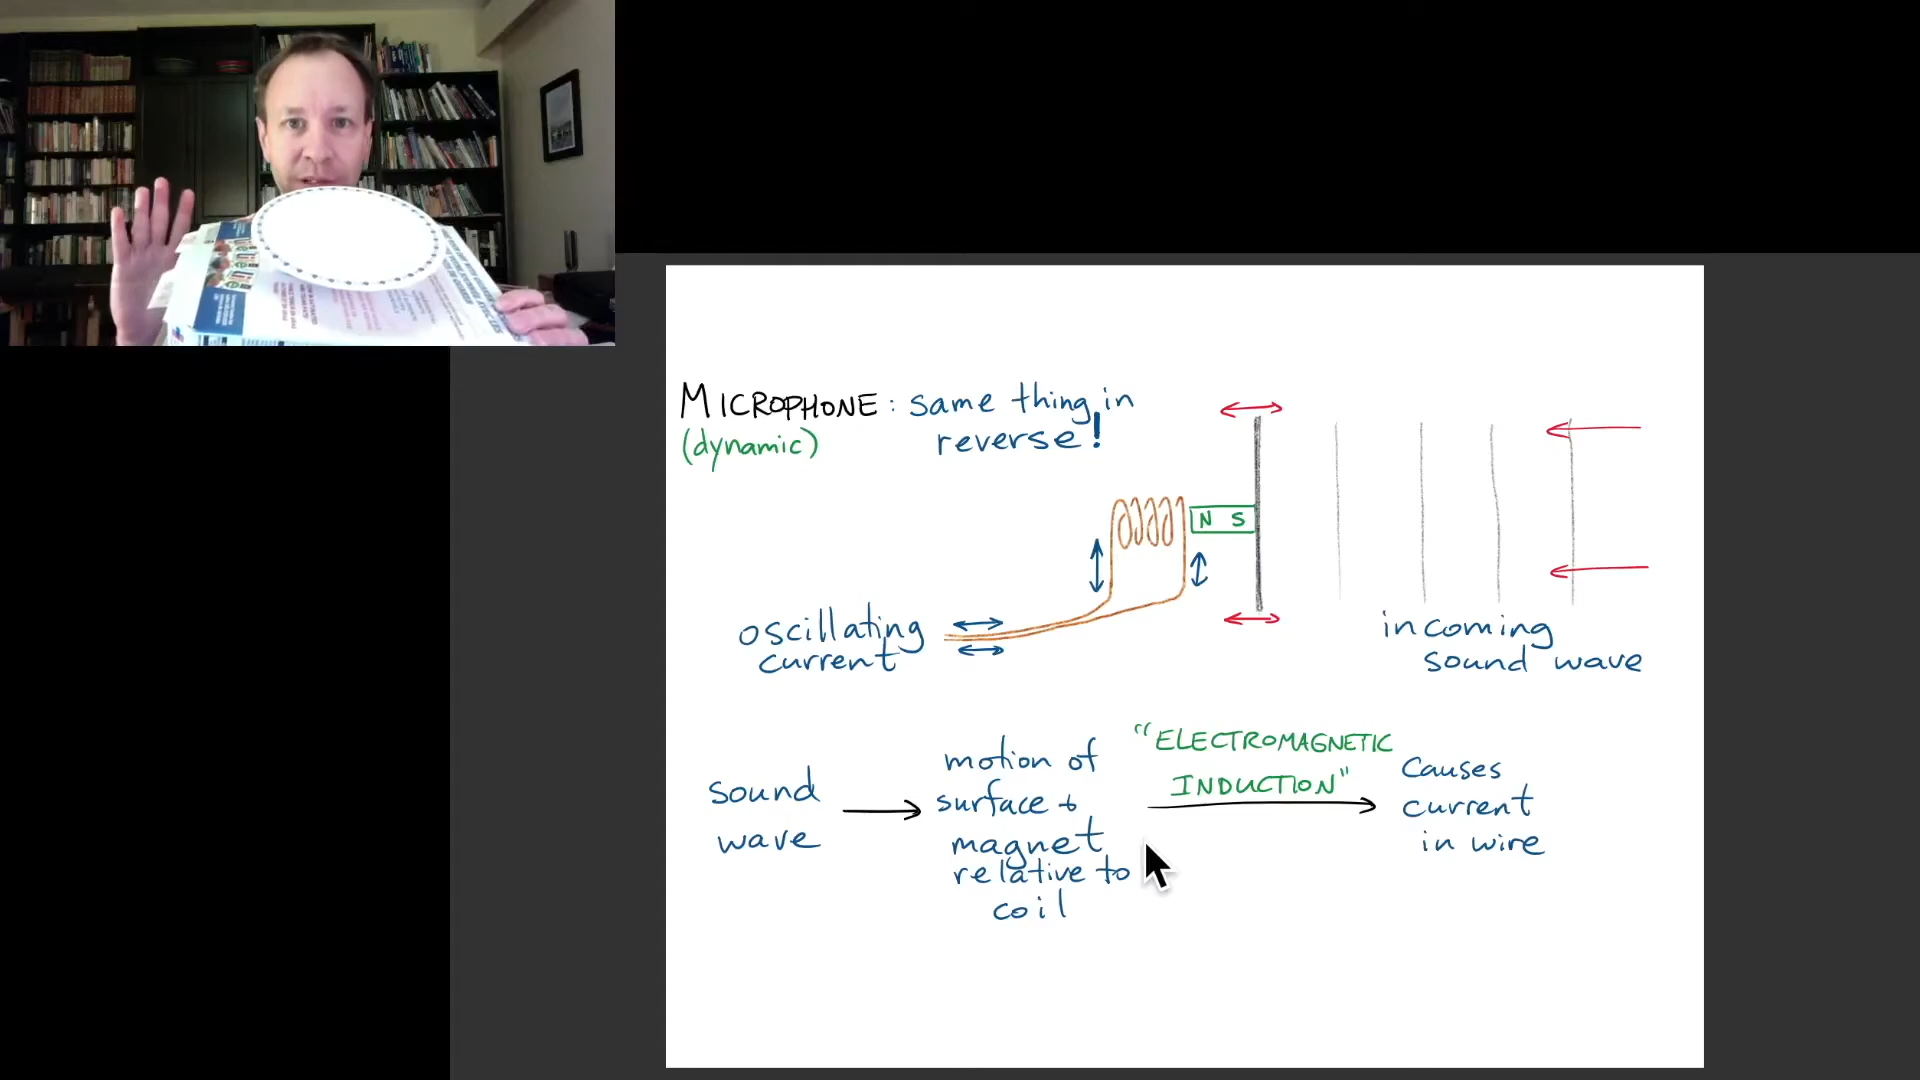 MICROPHONE: same thing in
(dynamic) reverse!
N S
oscillating
current
incoming
sound wave
sound
wave
motion of
surface +
magnet
relative to
coil
"ELECTROMAGNETIC
INDUCTION"
causes
current
in wire